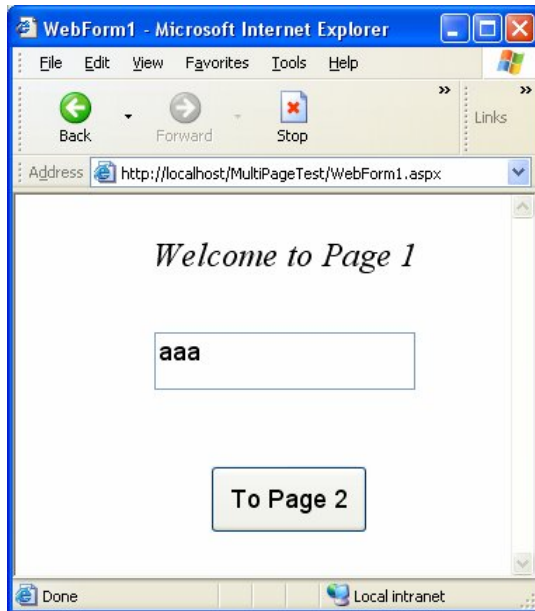 WebForm1 - Microsoft Internet Explorer
File Edit View Favorites Tools Help
Back Forward Stop Links
Address http://localhost/MultiPageTest/WebForm1.aspx
Welcome to Page 1
aaa
To Page 2
Done Local intranet